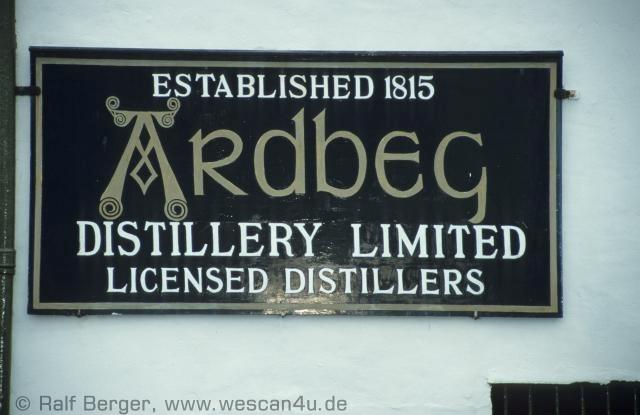 ESTABLISHED 1815
Ardbeg
DISTILLERY LIMITED
LICENSED DISTILLERS
© Ralf Berger, www.wescan4u.de